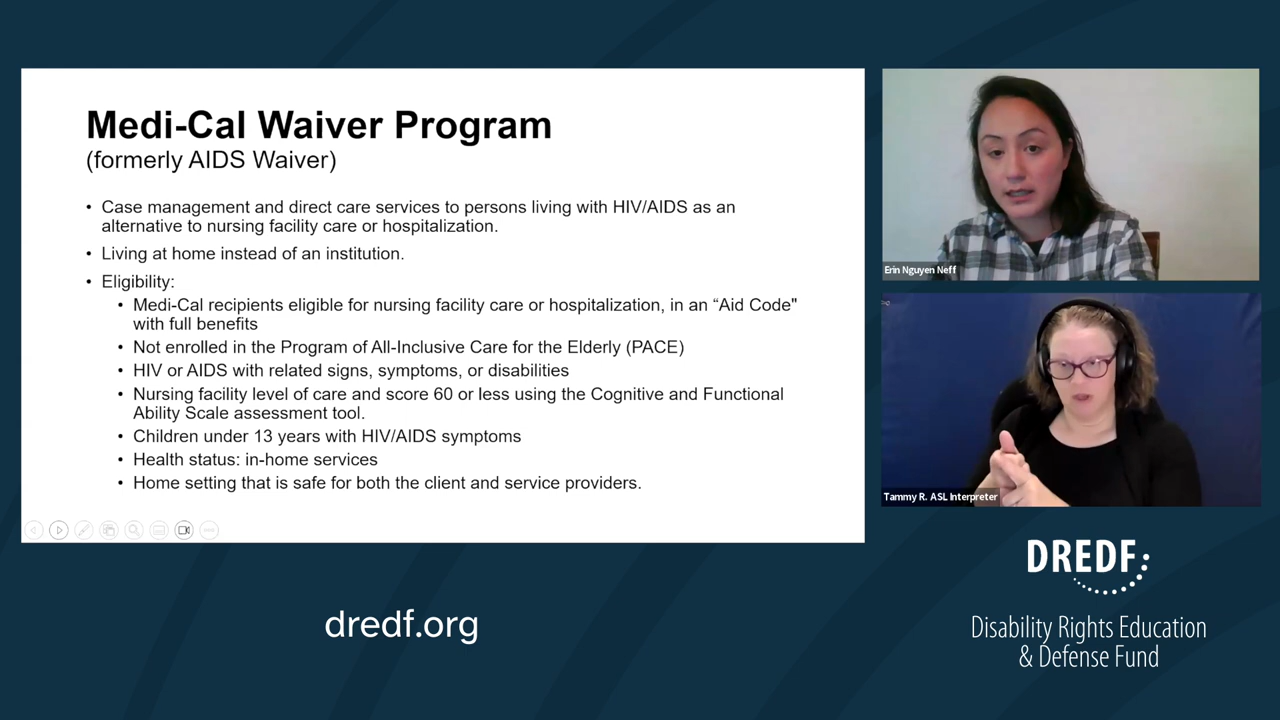 Medi-Cal Waiver Program
(formerly AIDS Waiver)
• Case management and direct care services to persons living with HIV/AIDS as an
alternative to nursing facility care or hospitalization.
• Living at home instead of an institution.
• Eligibility:
• Medi-Cal recipients eligible for nursing facility care or hospitalization, in an “Aid Code"
with full benefits
• Not enrolled in the Program of All-Inclusive Care for the Elderly (PACE)
• HIV or AIDS with related signs, symptoms, or disabilities
• Nursing facility level of care and score 60 or less using the Cognitive and Functional
Ability Scale assessment tool.
• Children under 13 years with HIV/AIDS symptoms
• Health status: in-home services
• Home setting that is safe for both the client and service providers.
Erin Nguyen Neff
Tammy R. ASL Interpreter
dredf.org
DREDF
Disability Rights Education
& Defense Fund